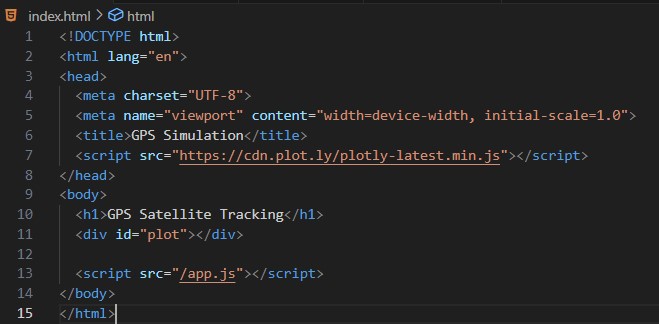 index.html > html
1 <!DOCTYPE html>
2 <html lang="en">
3 <head>
4   <meta charset="UTF-8">
5   <meta name="viewport" content="width=device-width, initial-scale=1.0">
6   <title>GPS Simulation</title>
7   <script src="https://cdn.plot.ly/plotly-latest.min.js"></script>
8 </head>
9 <body>
10   <h1>GPS Satellite Tracking</h1>
11   <div id="plot"></div>
12
13   <script src="/app.js"></script>
14 </body>
15 </html>